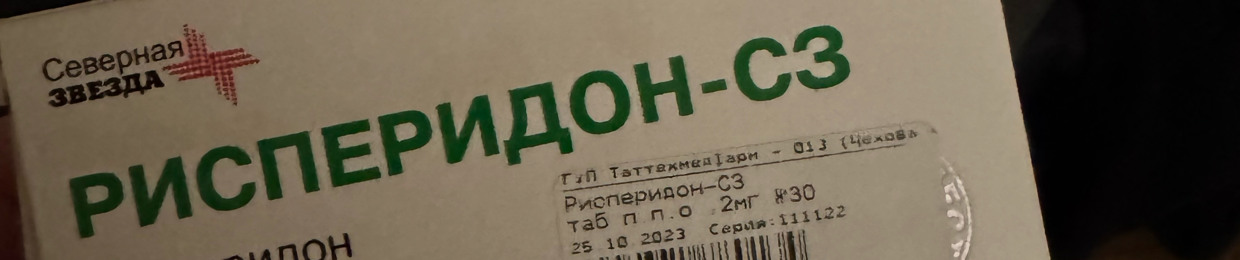 Северная
ЗВЕЗДА
РИСПЕРИДОН-СЗ
ГУП Таттехмедфарм - 013 (Чехова
Рисперидон-СЗ
таб п.п.о 2мг №30
25.10.2023 Серия:111122